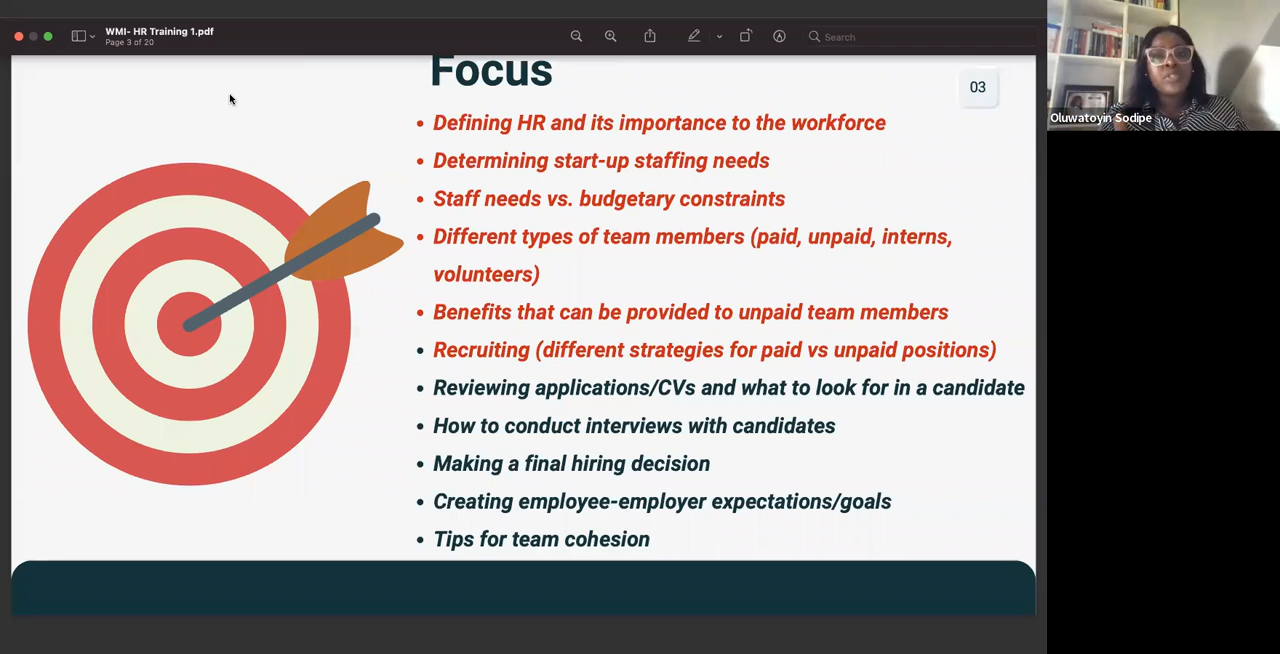 WMI- HR Training 1.pdf
Page 3 of 20
Search
Oluwatoyin Sodipe
Focus
03
• Defining HR and its importance to the workforce
• Determining start-up staffing needs
• Staff needs vs. budgetary constraints
• Different types of team members (paid, unpaid, interns,
volunteers)
• Benefits that can be provided to unpaid team members
• Recruiting (different strategies for paid vs unpaid positions)
• Reviewing applications/CVs and what to look for in a candidate
• How to conduct interviews with candidates
• Making a final hiring decision
• Creating employee-employer expectations/goals
• Tips for team cohesion